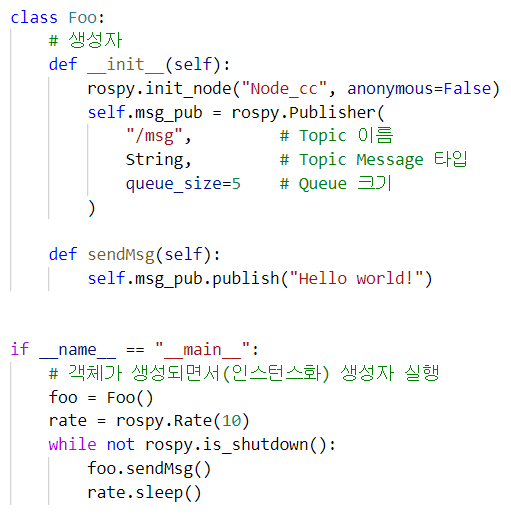 class Foo:
    # 생성자
    def __init__(self):
        rospy.init_node("Node_cc", anonymous=False)
        self.msg_pub = rospy.Publisher(
            "/msg",         # Topic 이름
            String,         # Topic Message 타입
            queue_size=5    # Queue 크기
        )

    def sendMsg(self):
        self.msg_pub.publish("Hello world!")


if __name__ == "__main__":
    # 객체가 생성되면서(인스턴스화) 생성자 실행
    foo = Foo()
    rate = rospy.Rate(10)
    while not rospy.is_shutdown():
        foo.sendMsg()
        rate.sleep()